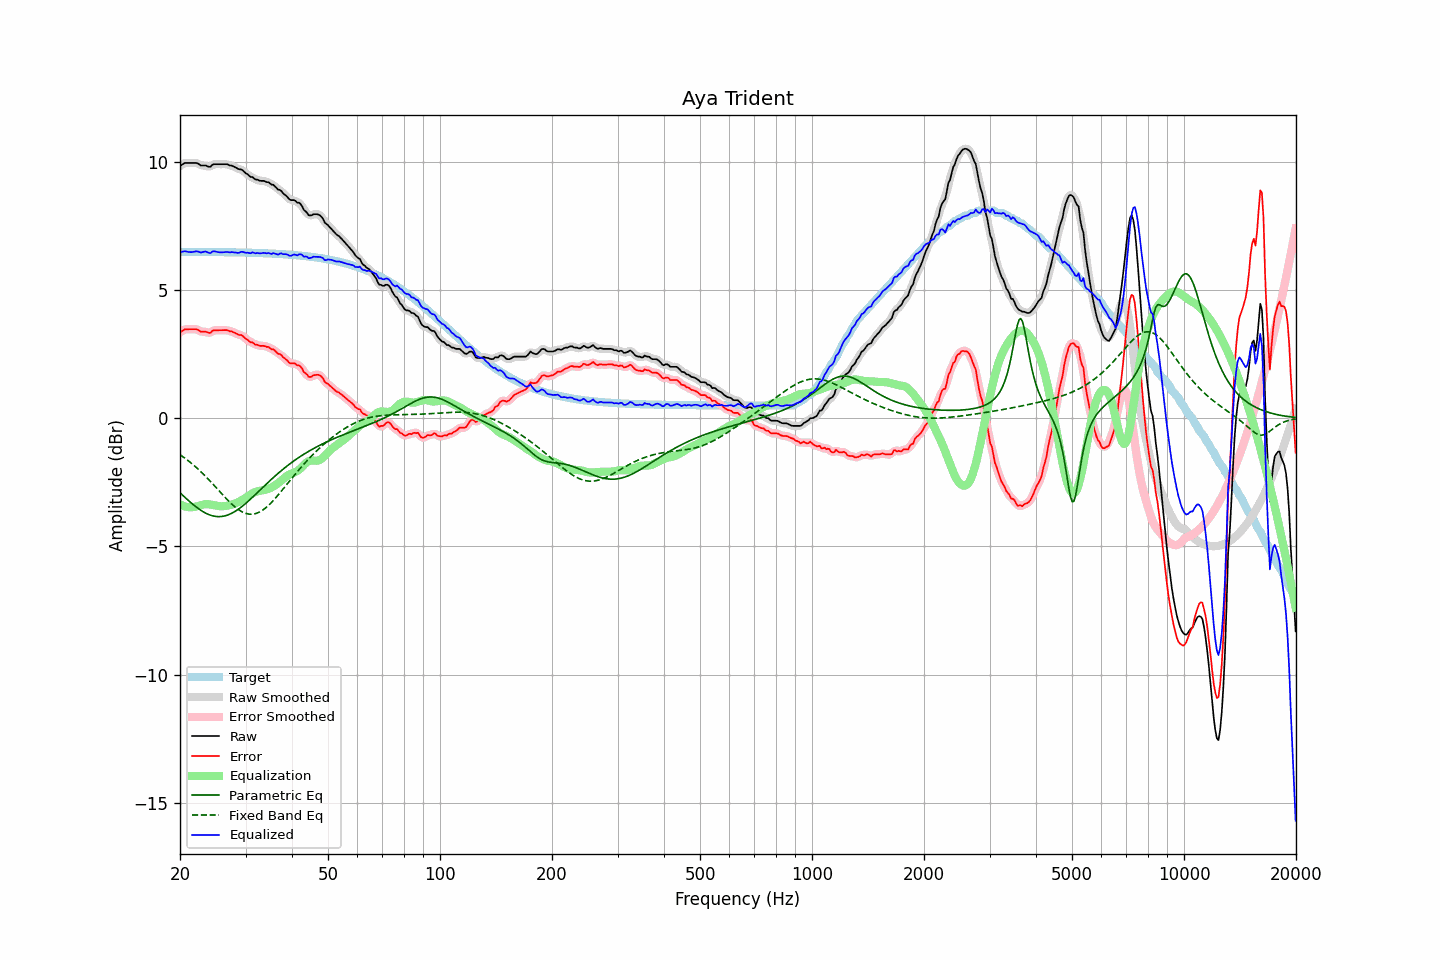 Aya Trident
10
5
0
−5
−10
−15
Amplitude (dBr)
Target
Raw Smoothed
Error Smoothed
Raw
Error
Equalization
Parametric Eq
Fixed Band Eq
Equalized
20 50 100 200 500 1000 2000 5000 10000 20000
Frequency (Hz)